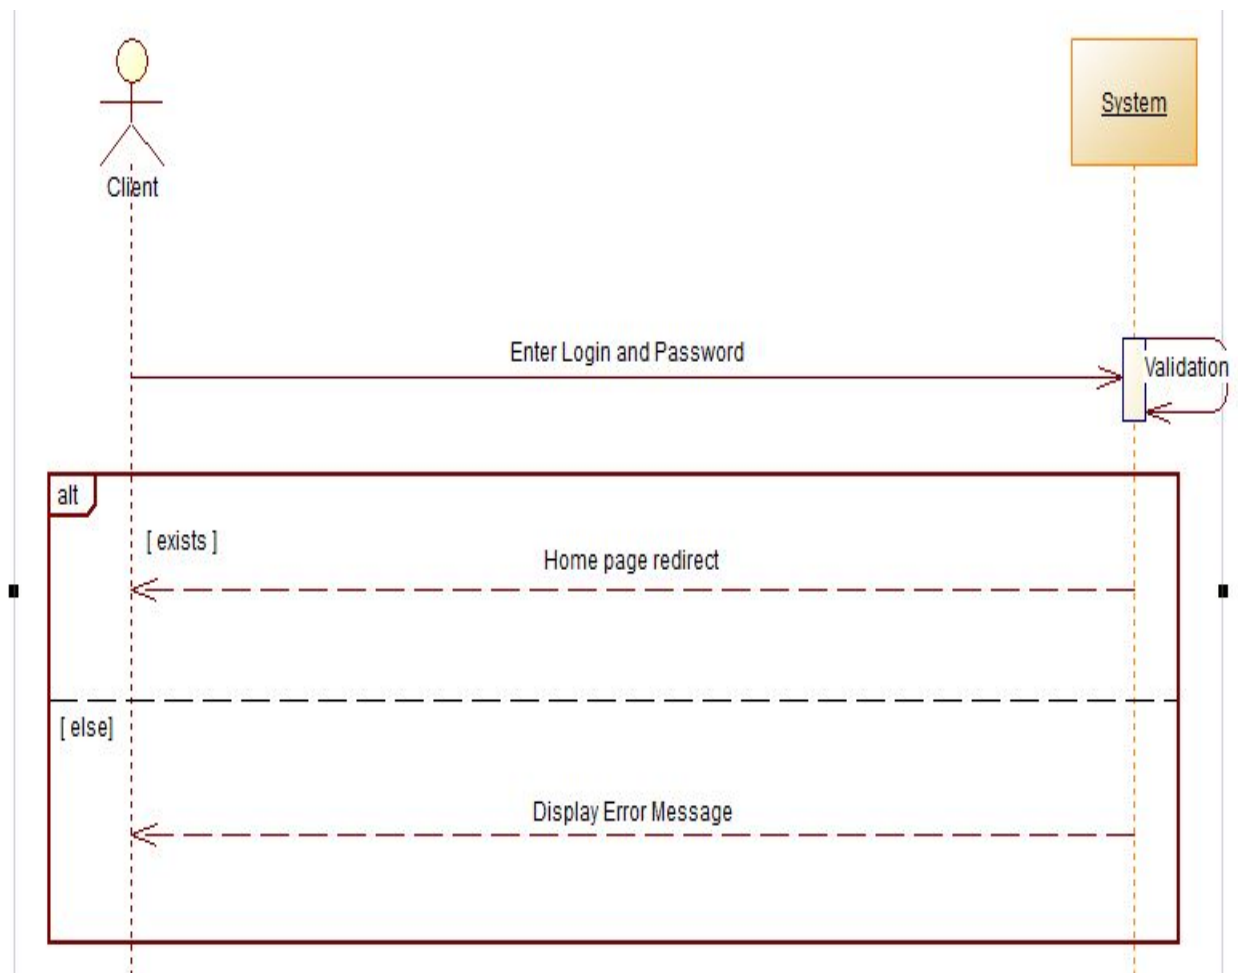 System
Client
Enter Login and Password
Validation
alt
[ exists ]
Home page redirect
[ else]
Display Error Message